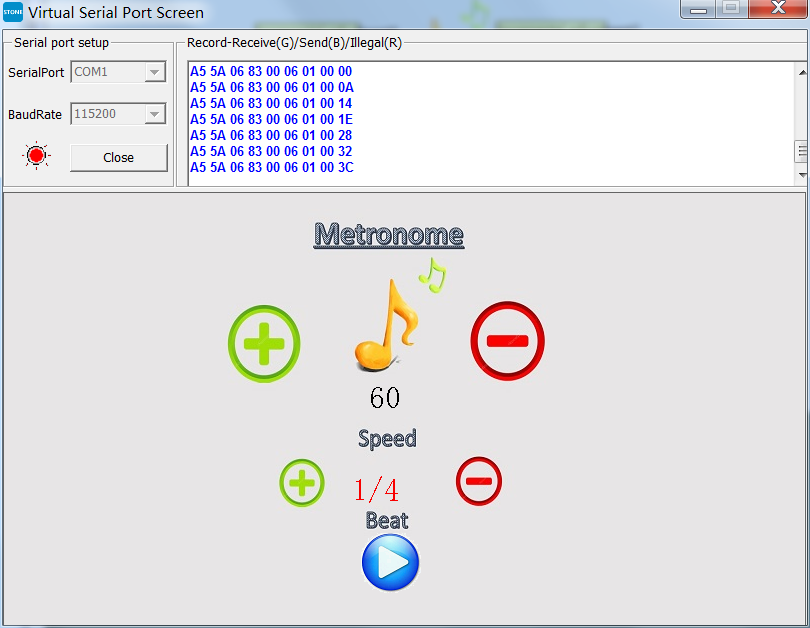 STONE Virtual Serial Port Screen
Serial port setup
SerialPort COM1
BaudRate 115200
Close
Record-Receive(G)/Send(B)/Illegal(R)
A5 5A 06 83 00 06 01 00 00
A5 5A 06 83 00 06 01 00 0A
A5 5A 06 83 00 06 01 00 14
A5 5A 06 83 00 06 01 00 1E
A5 5A 06 83 00 06 01 00 28
A5 5A 06 83 00 06 01 00 32
A5 5A 06 83 00 06 01 00 3C
Metronome
60
Speed
1/4
Beat